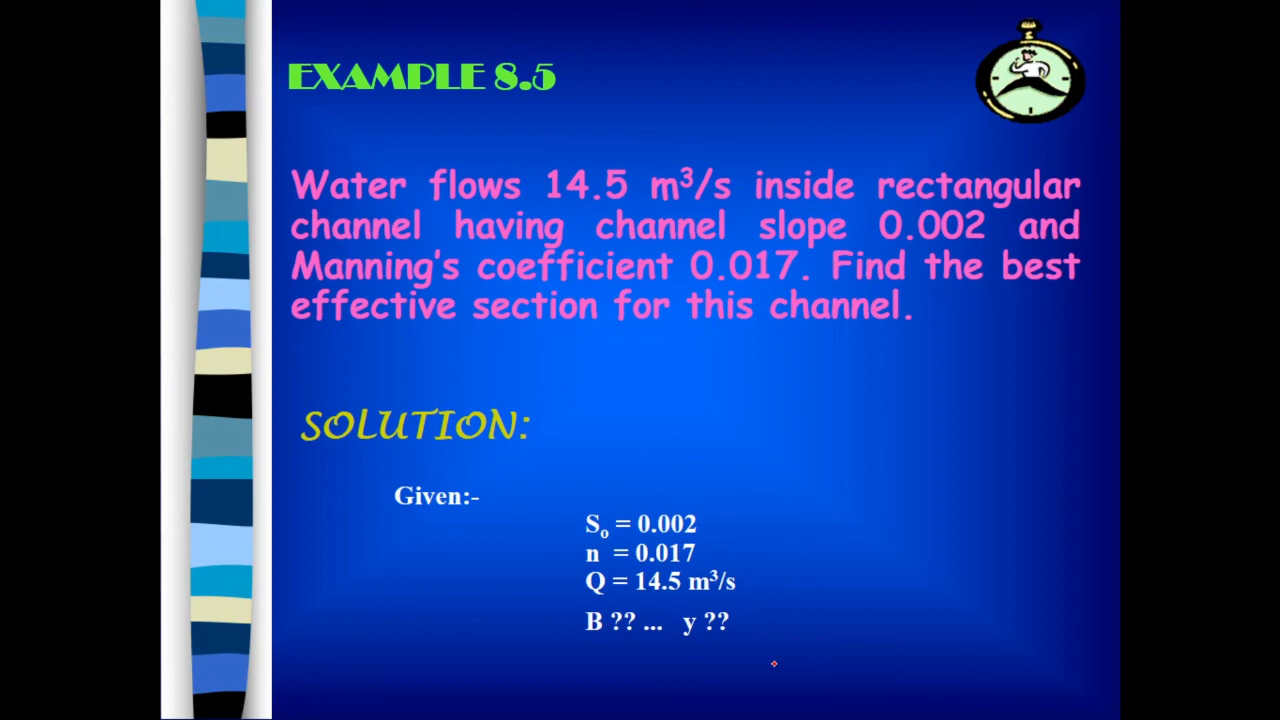 EXAMPLE 8.5
Water flows 14.5 m³/s inside rectangular
channel having channel slope 0.002 and
Manning's coefficient 0.017. Find the best
effective section for this channel.
SOLUTION:
Given:-
Sₒ = 0.002
n = 0.017
Q = 14.5 m³/s
B ?? ... y ??